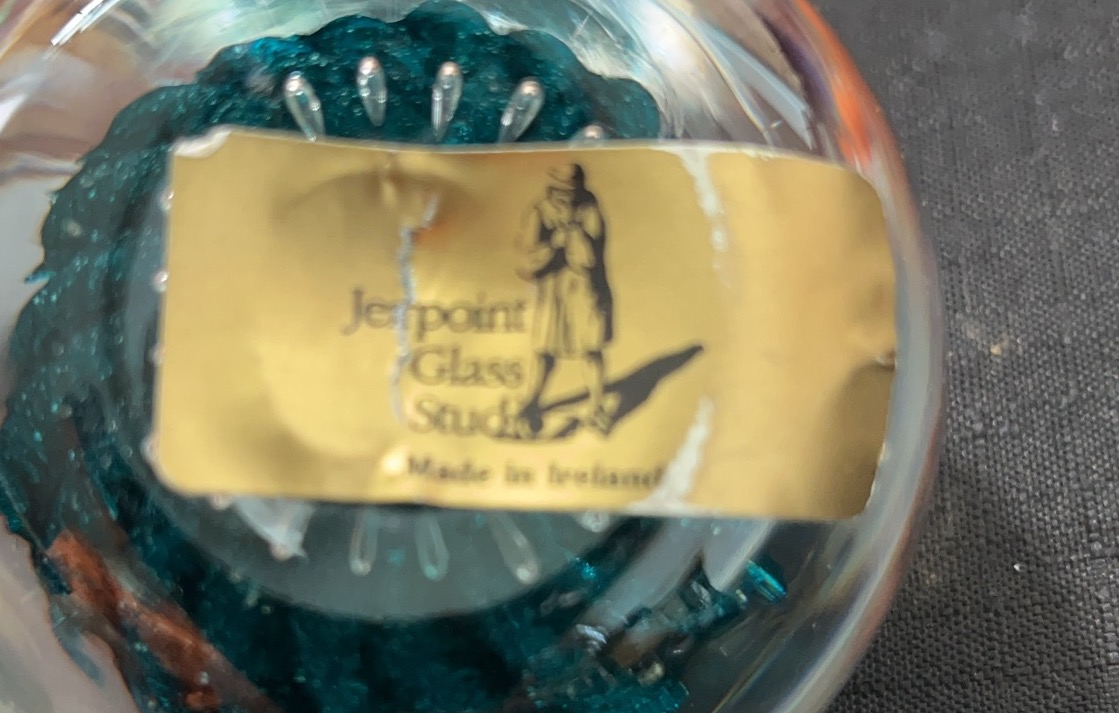 Jerpoint
Glass
Studio
Made in Ireland